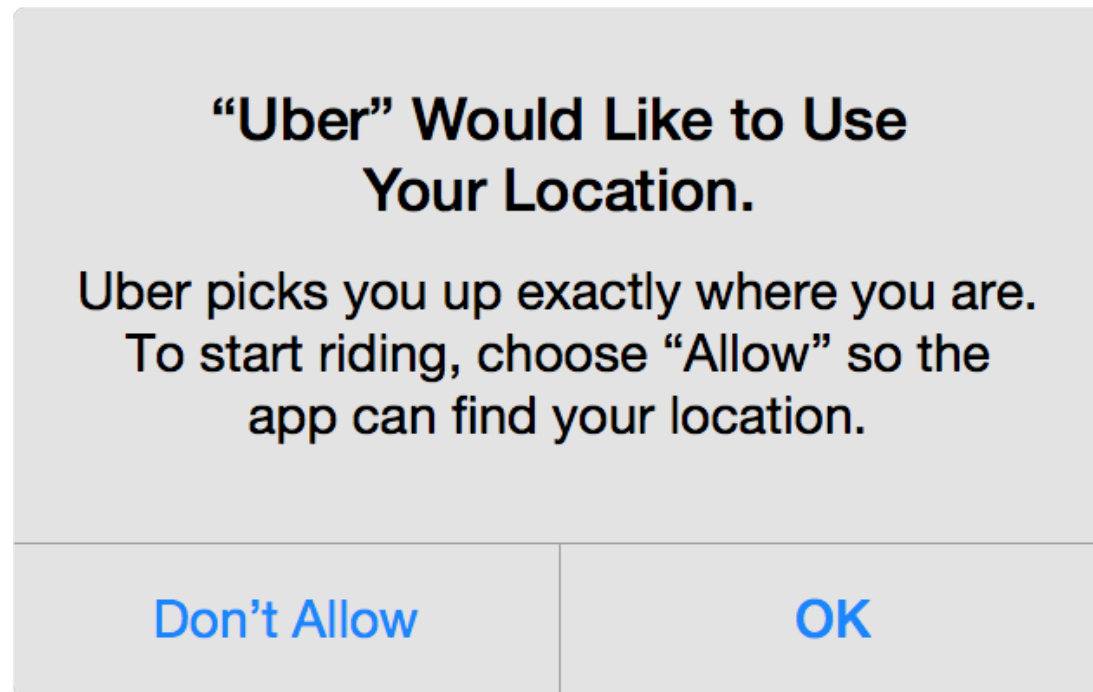 “Uber” Would Like to Use
Your Location.
Uber picks you up exactly where you are.
To start riding, choose “Allow” so the
app can find your location.
Don’t Allow
OK